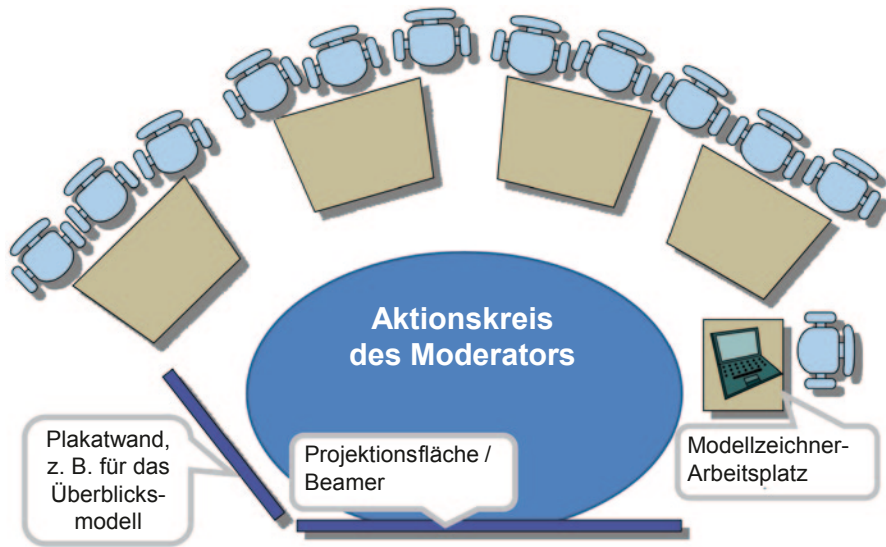 Aktionskreis
des Moderators
Plakatwand,
z. B. für das
Überblicks-
modell
Projektionsfläche /
Beamer
Modellzeichner-
Arbeitsplatz